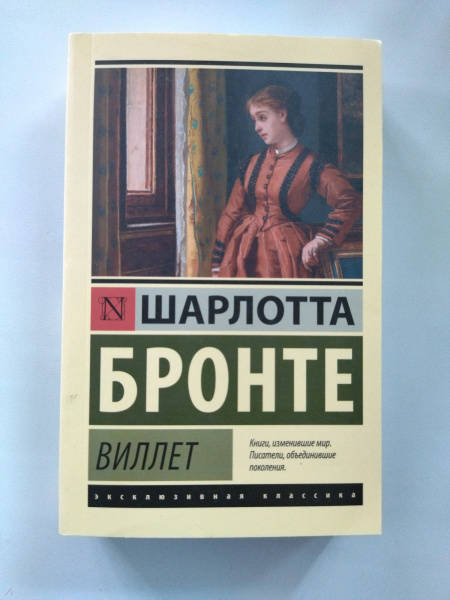 N ШАРЛОТТА
БРОНТЕ
ВИЛЛЕТ
Книги, изменившие мир.
Писатели, объединившие
поколения.
эксклюзивная классика